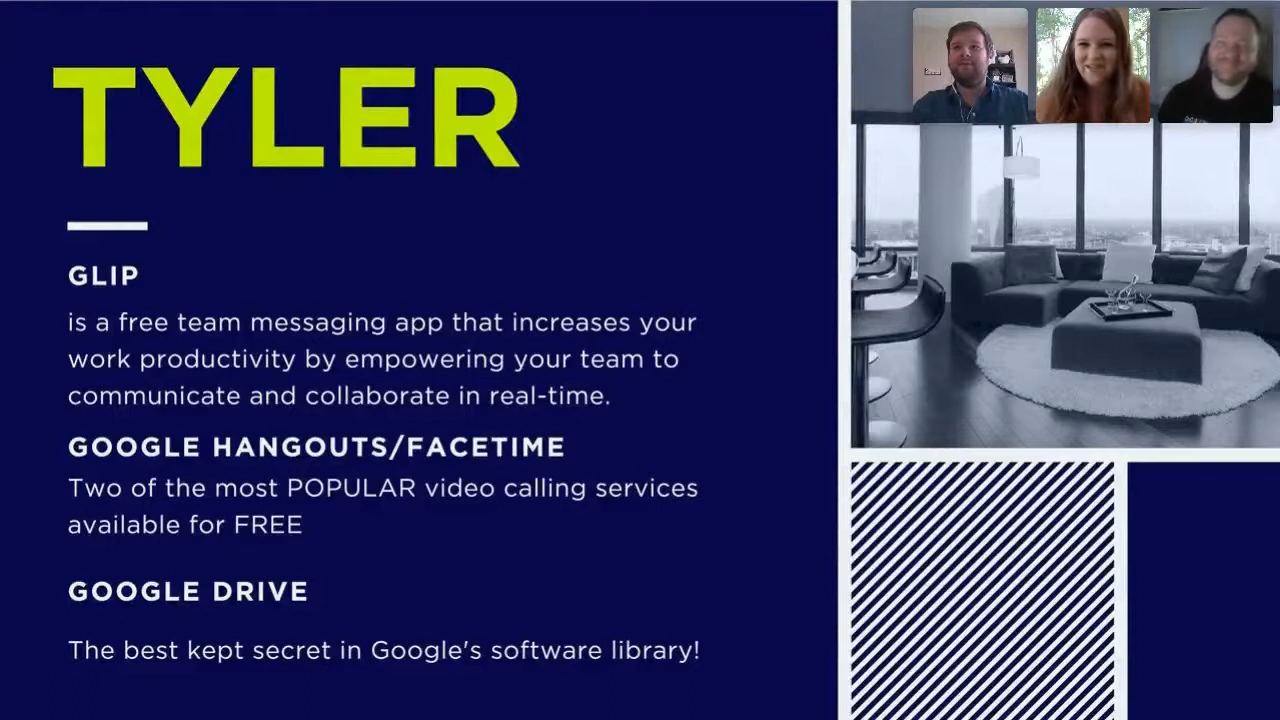 TYLER
GLIP
is a free team messaging app that increases your
work productivity by empowering your team to
communicate and collaborate in real-time.
GOOGLE HANGOUTS/FACETIME
Two of the most POPULAR video calling services
available for FREE
GOOGLE DRIVE
The best kept secret in Google's software library!